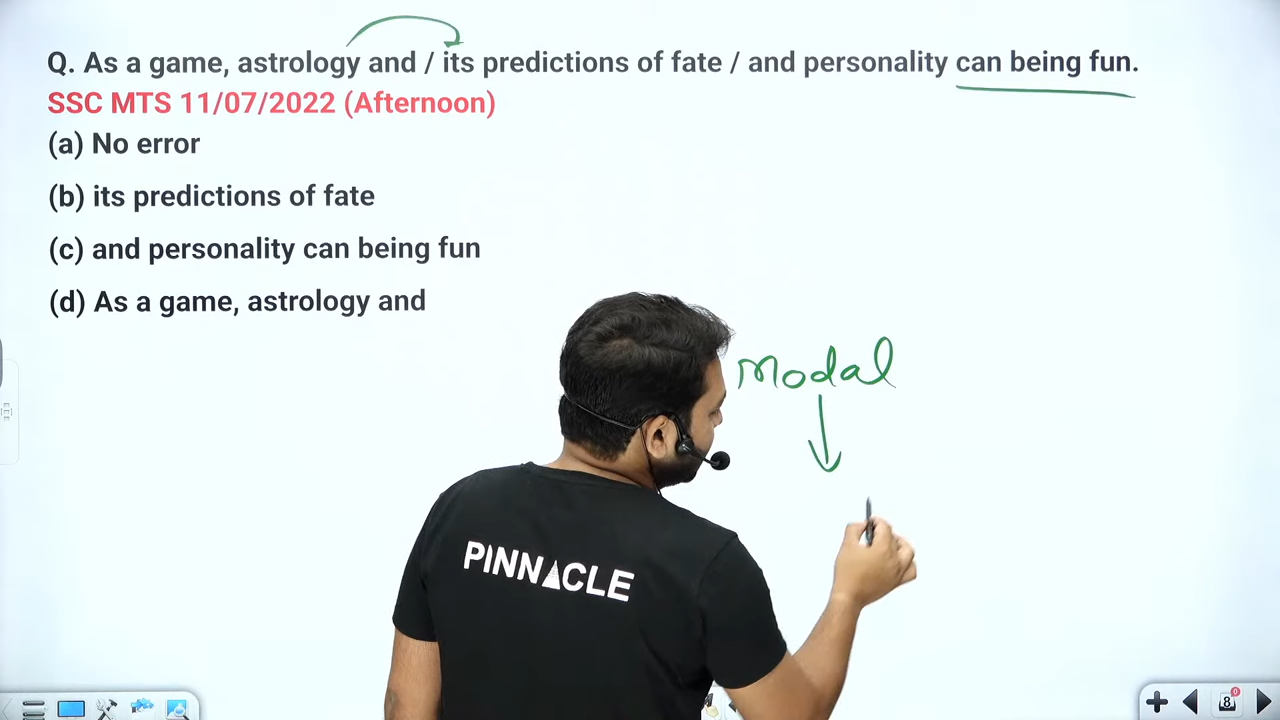 Q. As a game, astrology and / its predictions of fate / and personality can being fun.
SSC MTS 11/07/2022 (Afternoon)
(a) No error
(b) its predictions of fate
(c) and personality can being fun
(d) As a game, astrology and
Modal
PINNACLE
8
0